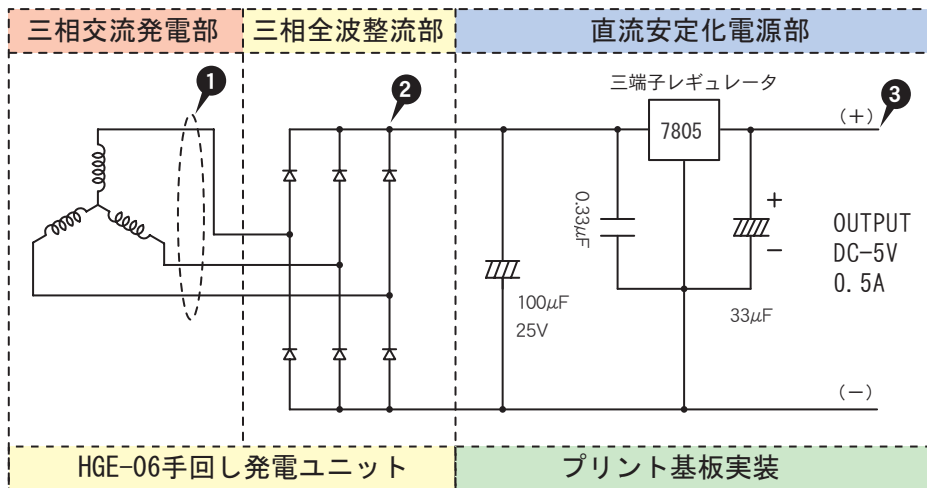 三相交流発電部
三相全波整流部
直流安定化電源部
1
2
三端子レギュレータ
3
7805
(+)
0.33μF
+
−
OUTPUT
DC−5V
0.5A
100μF
25V
33μF
(−)
HGE-06手回し発電ユニット
プリント基板実装